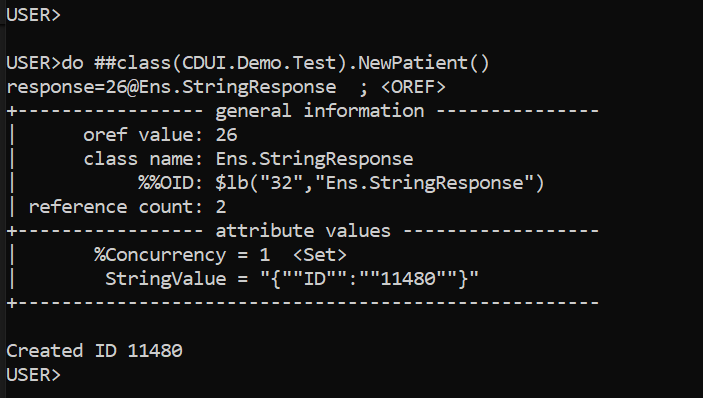 USER>
USER>do ##class(CDUI.Demo.Test).NewPatient()
response=26@Ens.StringResponse  ; <OREF>
+----------------- general information ---------------
|      oref value: 26
|      class name: Ens.StringResponse
|           %%OID: $lb("32","Ens.StringResponse")
| reference count: 2
+----------------- attribute values ------------------
|       %Concurrency = 1  <Set>
|        StringValue = "{""ID"":""11480""}"
+-----------------------------------------------------
Created ID 11480
USER>